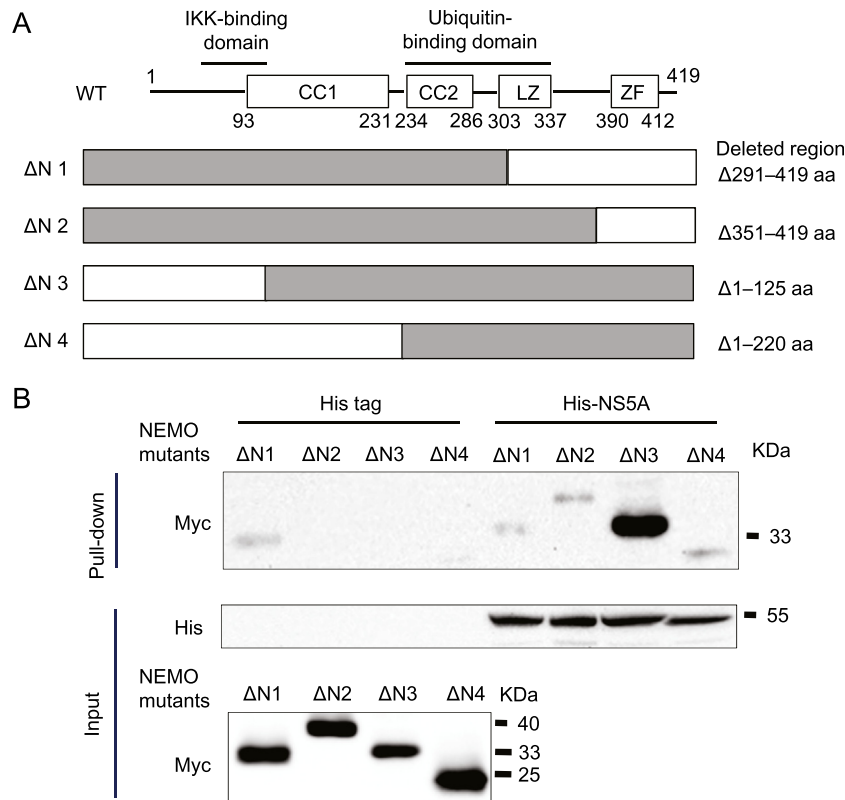 A
IKK-binding
domain
Ubiquitin-
binding domain
1
419
WT
CC1
CC2
LZ
ZF
93
231
234
286
303
337
390
412
Deleted region
ΔN 1
Δ291–419 aa
ΔN 2
Δ351–419 aa
ΔN 3
Δ1–125 aa
ΔN 4
Δ1–220 aa
B
His tag
His-NS5A
NEMO
mutants
ΔN1 ΔN2 ΔN3 ΔN4 ΔN1 ΔN2 ΔN3 ΔN4 KDa
Pull-down
Myc
33
Input
His
55
NEMO
mutants
ΔN1 ΔN2 ΔN3 ΔN4 KDa
40
33
25
Myc